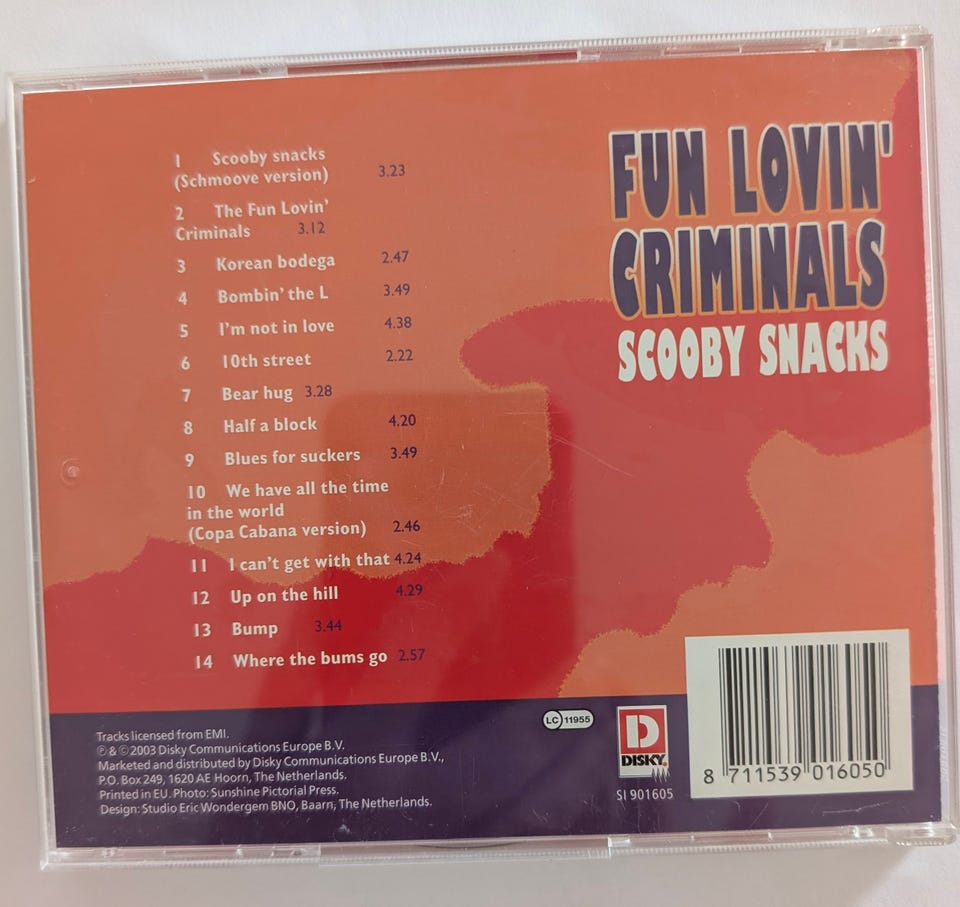 1 Scooby snacks
(Schmoove version) 3.23
2 The Fun Lovin'
Criminals 3.12
3 Korean bodega 2.47
4 Bombin' the L 3.49
5 I'm not in love 4.38
6 10th street 2.22
7 Bear hug 3.28
8 Half a block 4.20
9 Blues for suckers 3.49
10 We have all the time
in the world
(Copa Cabana version) 2.46
11 I can't get with that 4.24
12 Up on the hill 4.29
13 Bump 3.44
14 Where the bums go 2.57
FUN LOVIN'
CRIMINALS
SCOOBY SNACKS
Tracks licensed from EMI.
℗ & © 2003 Disky Communications Europe B.V.
Marketed and distributed by Disky Communications Europe B.V.,
P.O. Box 249, 1620 AE Hoorn, The Netherlands.
Printed in EU. Photo: Sunshine Pictorial Press.
Design: Studio Eric Wondergem BNO, Baarn, The Netherlands.
LC 11955
D
DISKY.
SI 901605
8 711539 016050